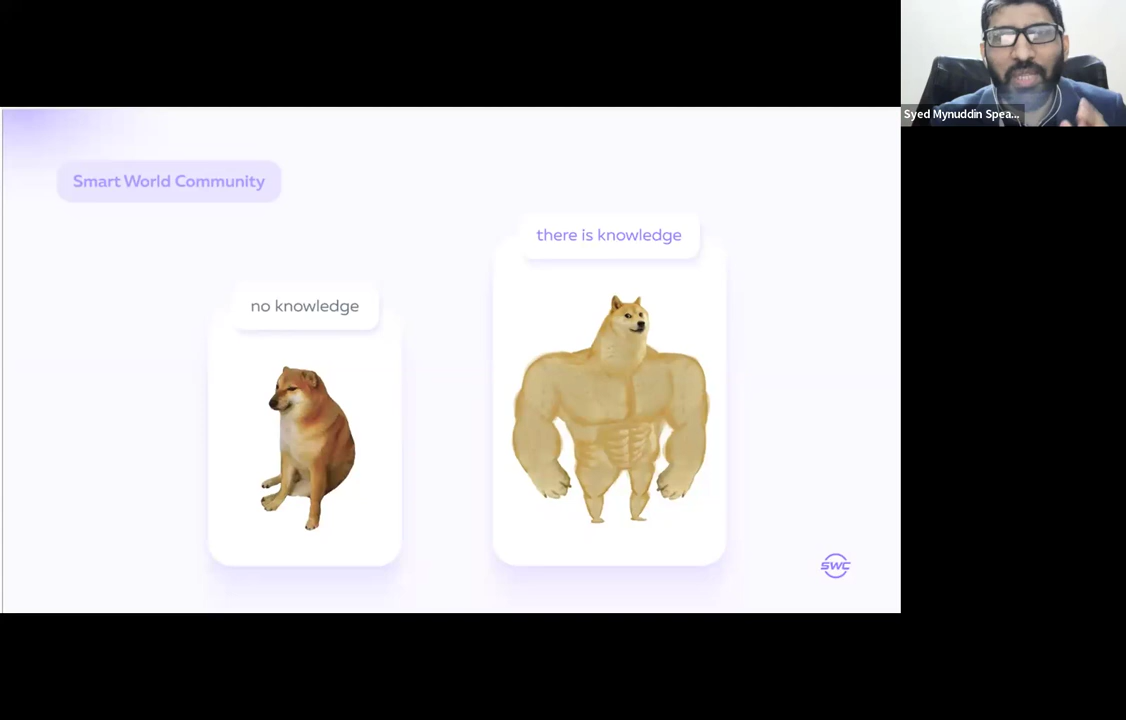 Syed Mynuddin Spea...
Smart World Community
there is knowledge
no knowledge
SWC